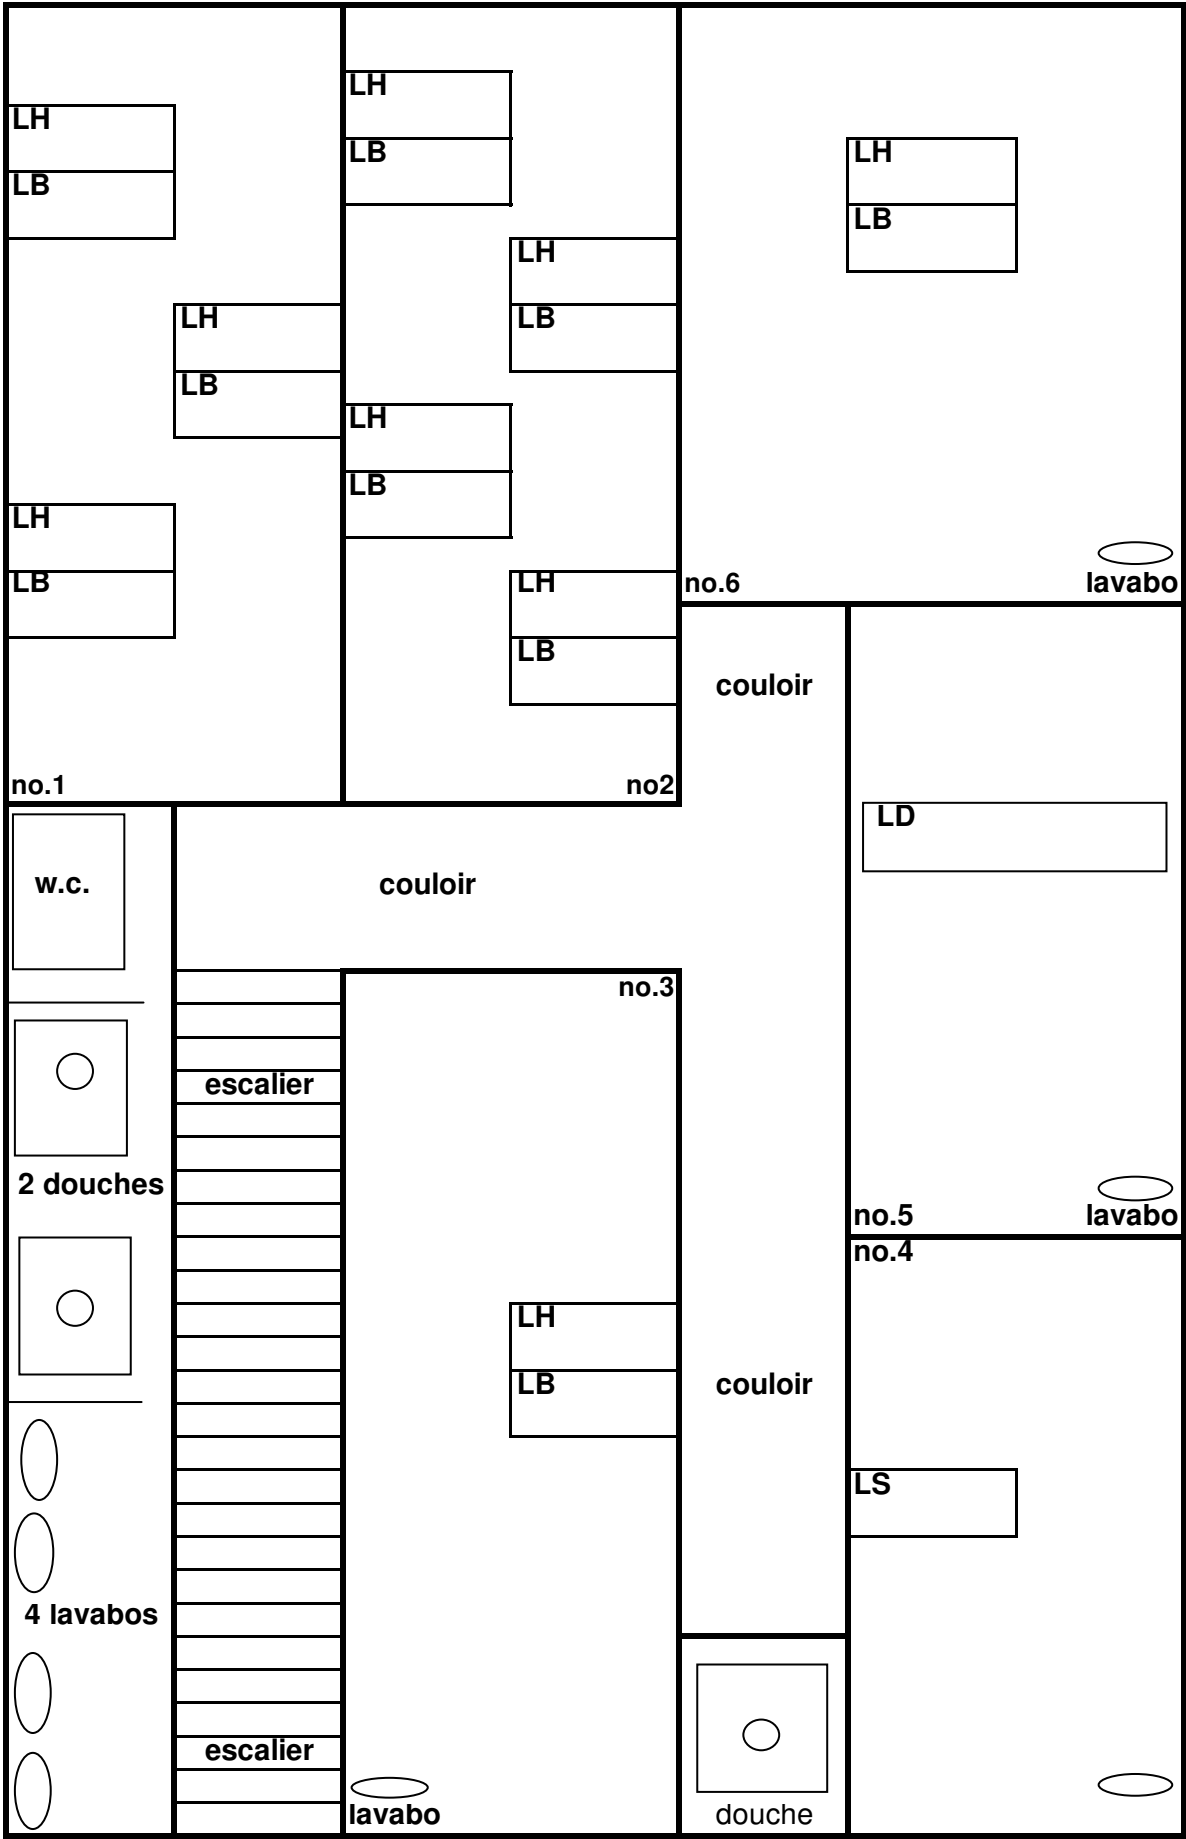 LH
LB
LH
LB
LH
LB
no.1
LH
LB
LH
LB
LH
LB
LH
LB
no2
LH
LB
no.6
lavabo
couloir
LD
no.5
lavabo
w.c.
couloir
2 douches
4 lavabos
escalier
escalier
no.3
LH
LB
lavabo
couloir
douche
no.4
LS